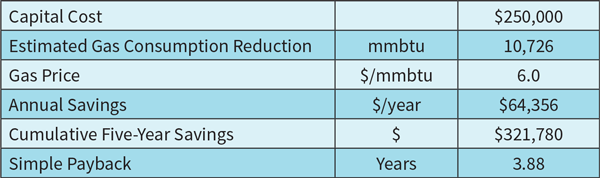 Capital Cost $250,000
Estimated Gas Consumption Reduction mmbtu 10,726
Gas Price $/mmbtu 6.0
Annual Savings $/year $64,356
Cumulative Five-Year Savings $ $321,780
Simple Payback Years 3.88